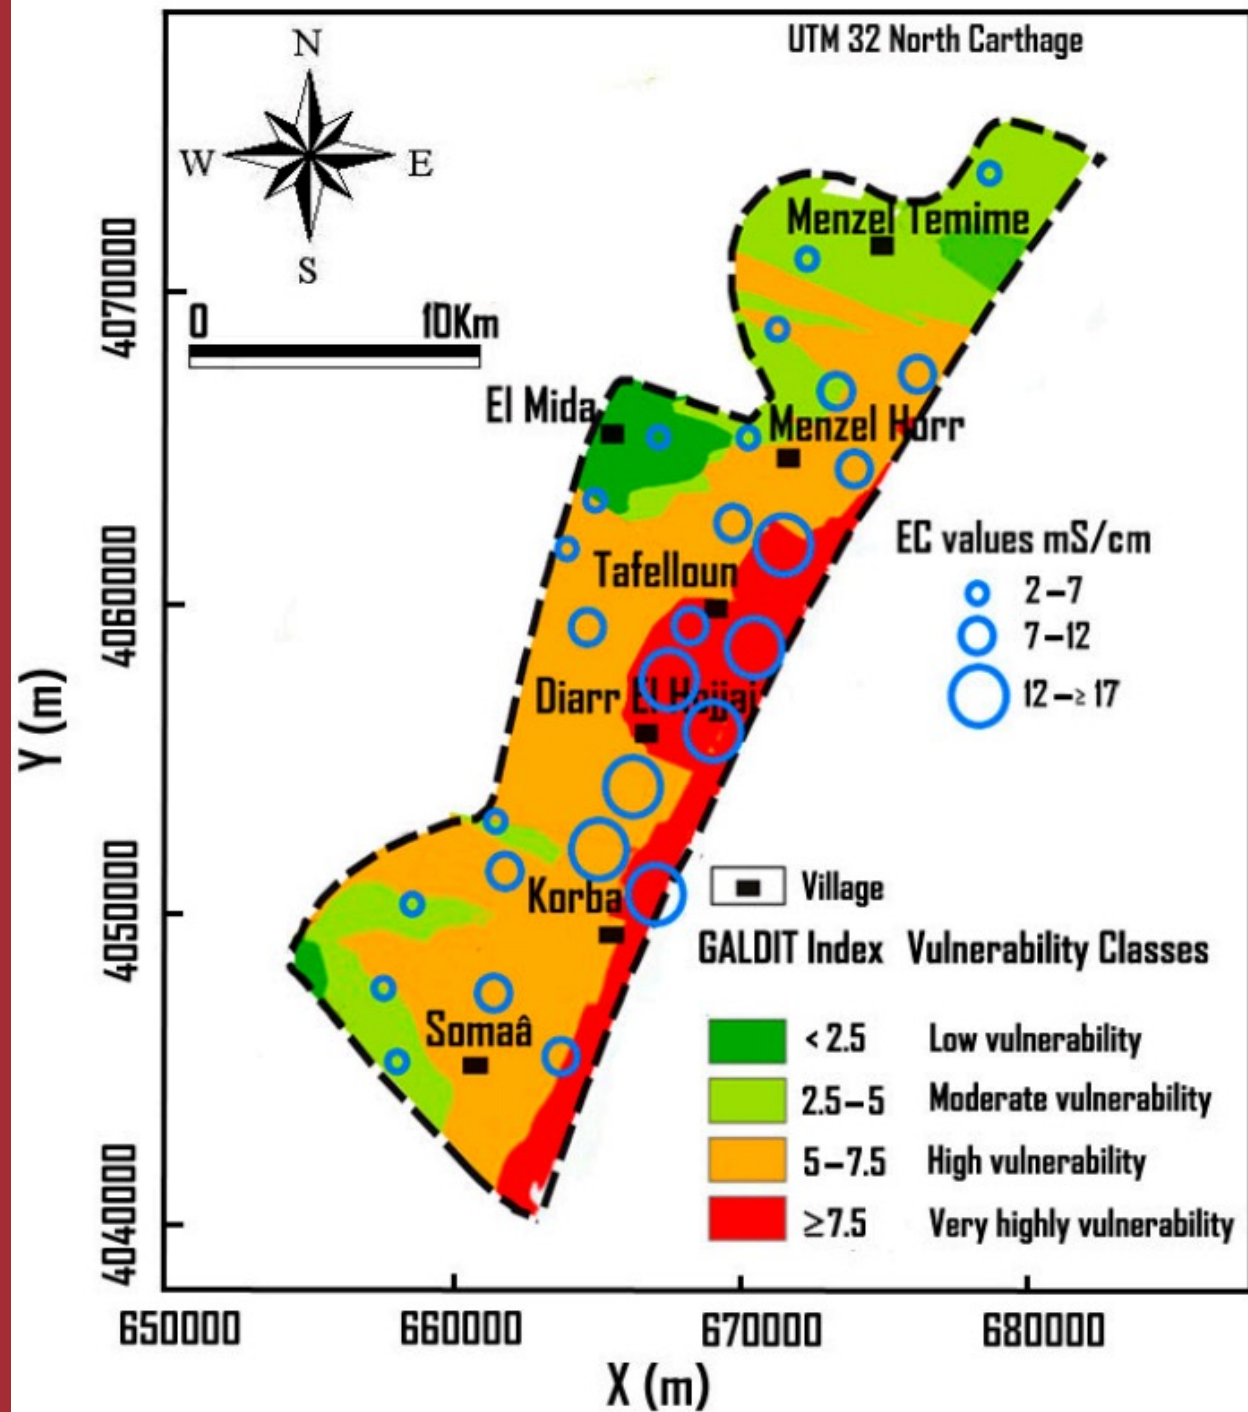 UTM 32 North Carthage
N
W E
S
0 10Km
4070000
4060000
4050000
4040000
Y (m)
Menzel Temime
El Mida
Menzel Horr
Tafelloun
Diarr El Hajjaj
Korba
Somaâ
EC values mS/cm
2–7
7–12
12–≥17
Village
GALDIT Index Vulnerability Classes
< 2.5 Low vulnerability
2.5–5 Moderate vulnerability
5–7.5 High vulnerability
≥7.5 Very highly vulnerability
650000 660000 670000 680000
X (m)